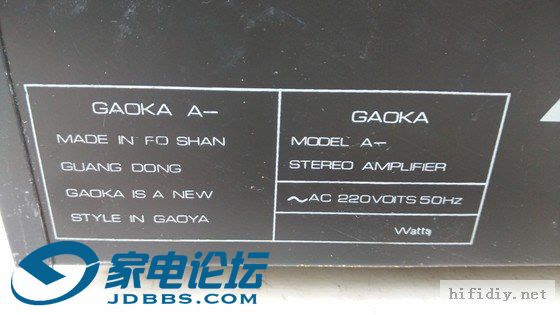 GAOKA A-
MADE IN FO SHAN
GUANG DONG
GAOKA IS A NEW
STYLE IN GAOYA
GAOKA
MODEL A-
STEREO AMPLIFIER
~AC 220VOITS 50Hz
Watts
家电论坛
JDBBS.COM
hifidiy.net